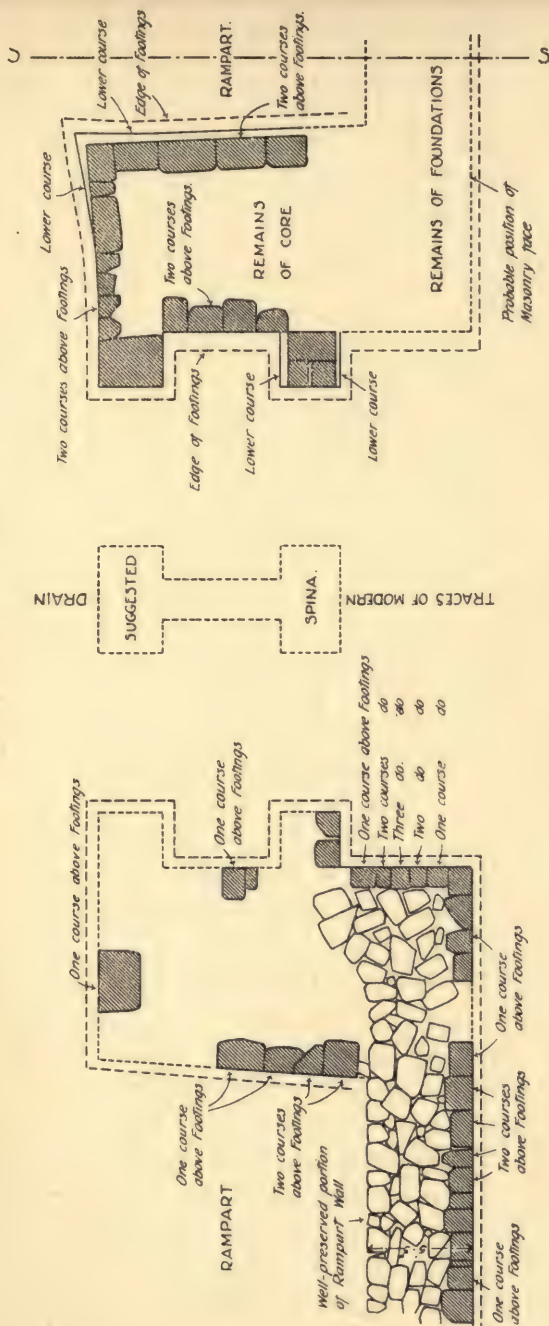 S
Lower course
Edge of Footings
RAMPART.
Two courses
above Footings.
Lower course
Two courses above Footings
Two courses
above Footings
REMAINS
OF CORE
Edge of Footings
Lower course
Lower course
REMAINS OF FOUNDATIONS
Probable position of
Masonry face
S
DRAIN
SUGGESTED
SPINA.
TRACES OF MODERN
One course above Footings
One course
above Footings
One course above Footings
Two courses do
Three do. do
Two do do
One course do
One course
above Footings
Two courses
above Footings
RAMPART
Well-preserved portion
of Rampart Wall
One course
above Footings
Two courses
above Footings
One course
above Footings